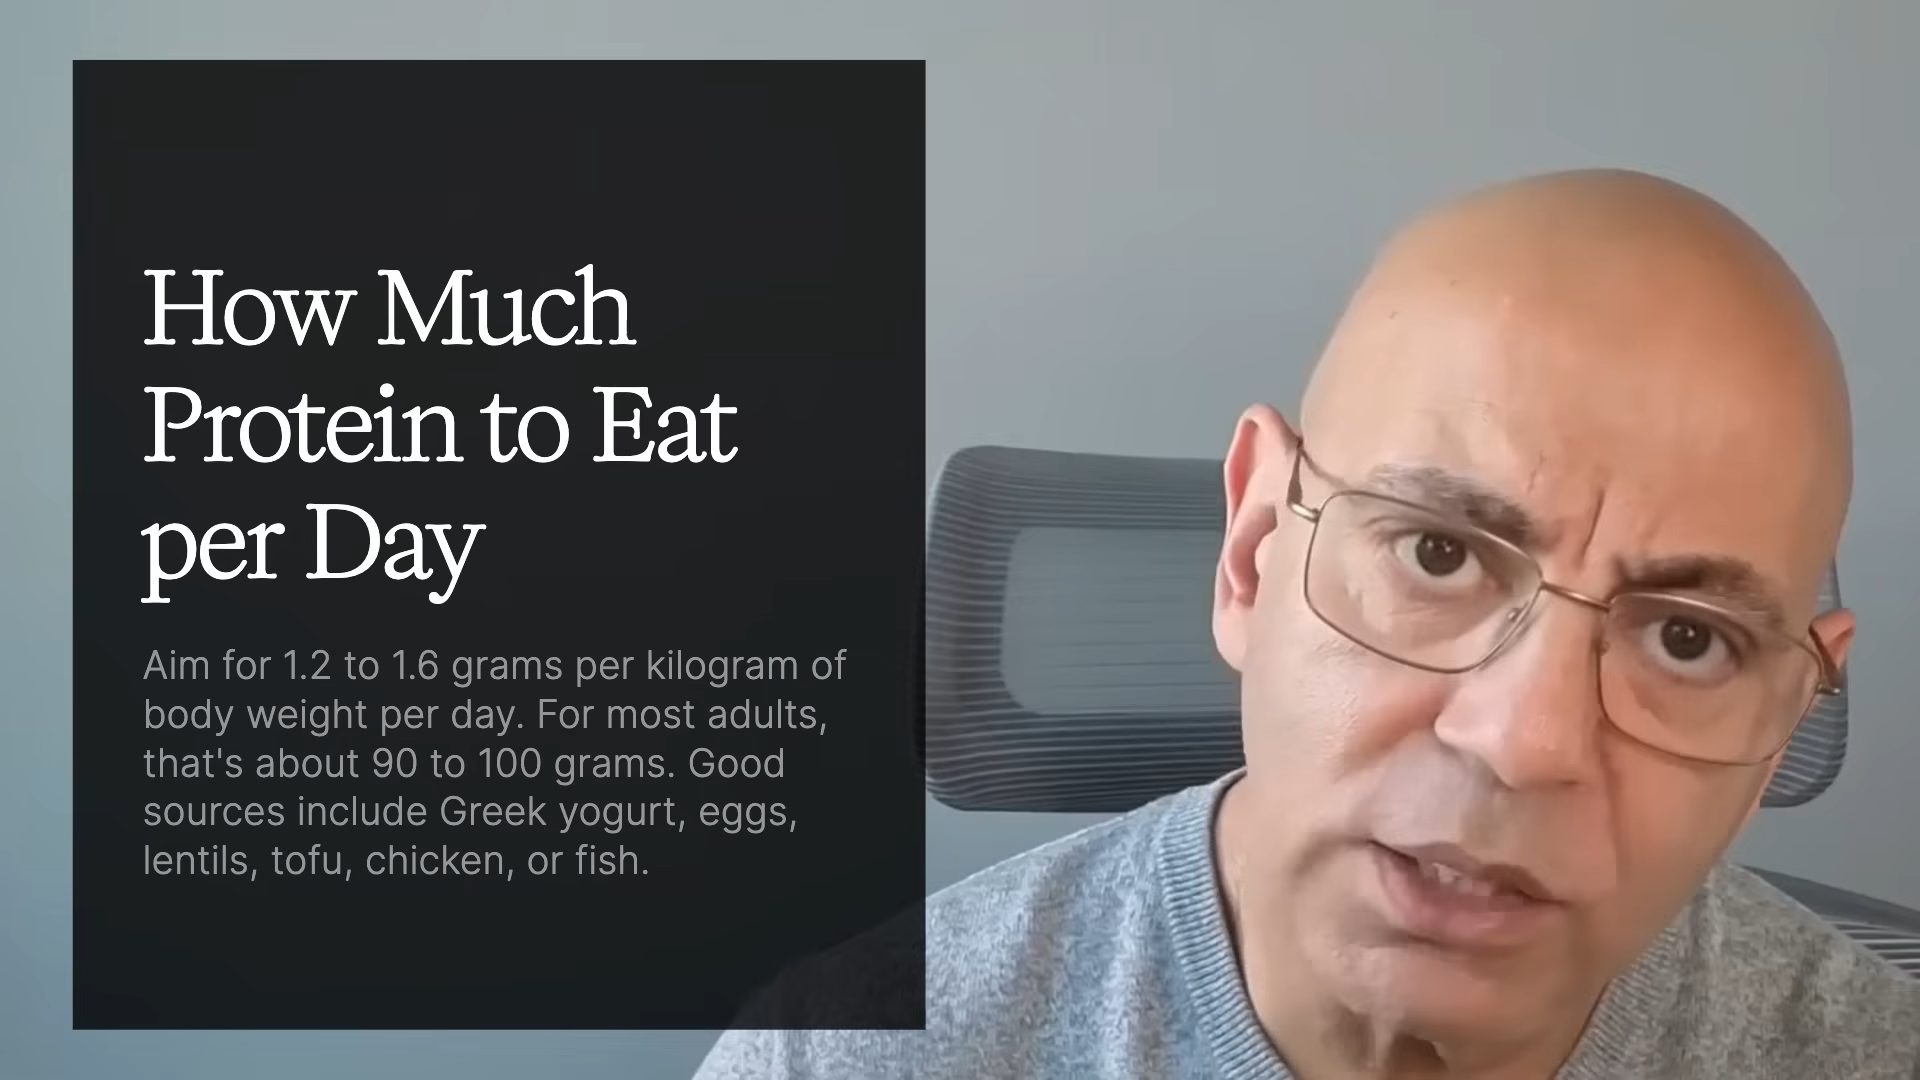 How Much
Protein to Eat
per Day
Aim for 1.2 to 1.6 grams per kilogram of
body weight per day. For most adults,
that's about 90 to 100 grams. Good
sources include Greek yogurt, eggs,
lentils, tofu, chicken, or fish.